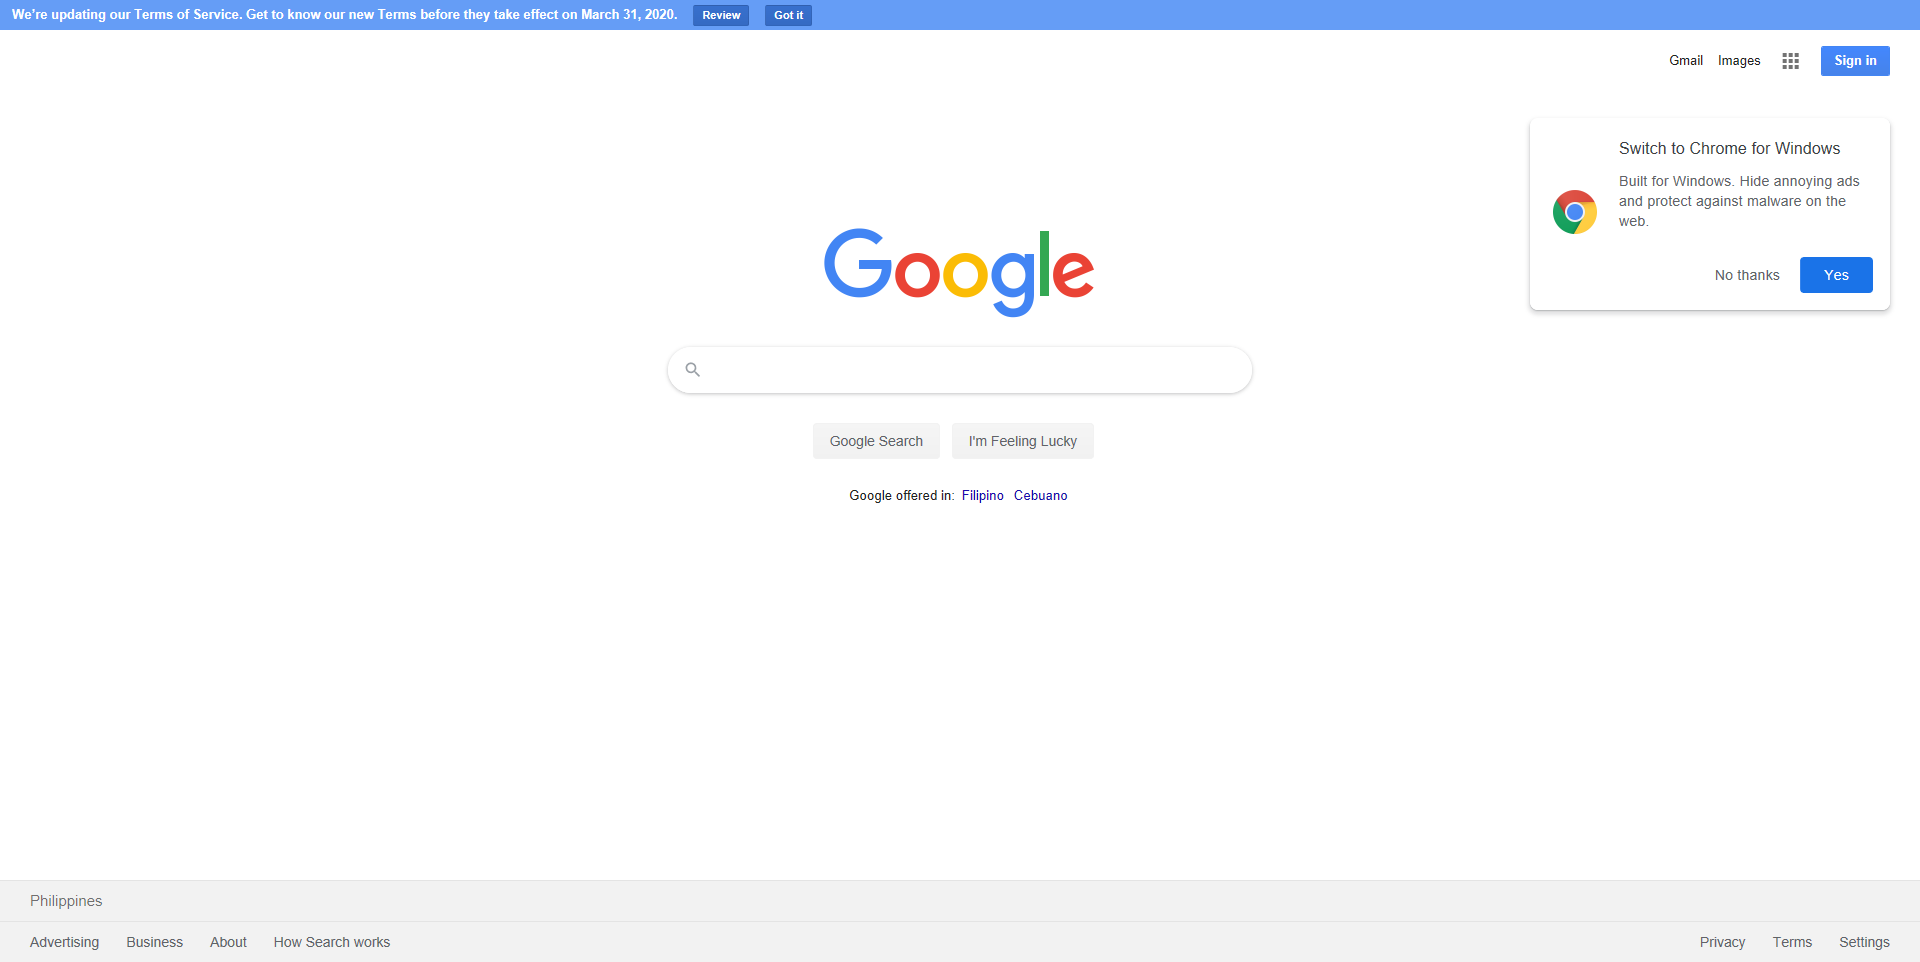 We're updating our Terms of Service. Get to know our new Terms before they take effect on March 31, 2020. Review Got it
Gmail Images Sign in
Switch to Chrome for Windows
Built for Windows. Hide annoying ads
and protect against malware on the
web.
No thanks Yes
Google
Google Search I'm Feeling Lucky
Google offered in: Filipino Cebuano
Philippines
Advertising Business About How Search works Privacy Terms Settings